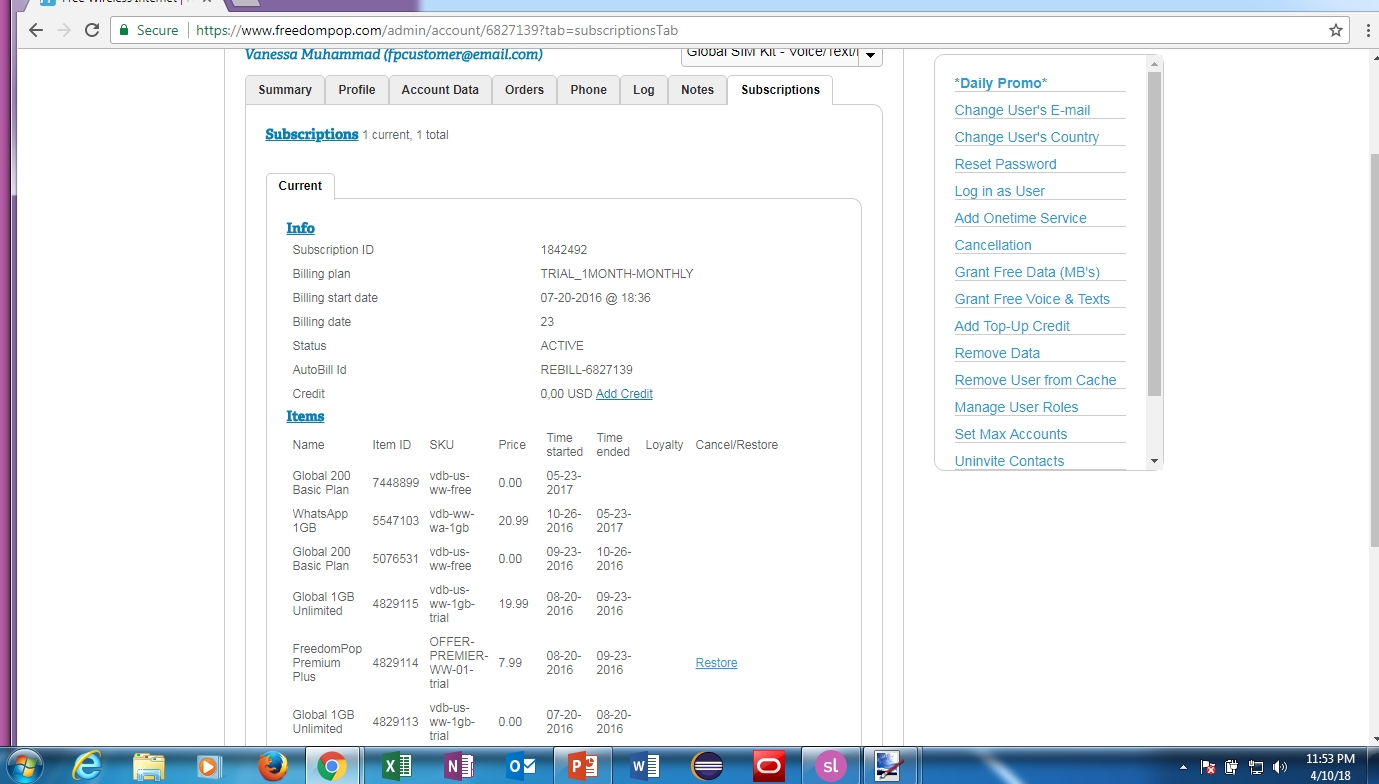 Free Wireless Internet |
Secure https://www.freedompop.com/admin/account/6827139?tab=subscriptionsTab
Vanessa Muhammad (fpcustomer@email.com)
Global SIM Kit - Voice/Text/
Summary Profile Account Data Orders Phone Log Notes Subscriptions
Subscriptions 1 current, 1 total
Current
Info
Subscription ID 1842492
Billing plan TRIAL_1MONTH-MONTHLY
Billing start date 07-20-2016 @ 18:36
Billing date 23
Status ACTIVE
AutoBill Id REBILL-6827139
Credit 0,00 USD Add Credit
Items
Name Item ID SKU Price Time started Time ended Loyalty Cancel/Restore
Global 200 Basic Plan 7448899 vdb-us-ww-free 0.00 05-23-2017
WhatsApp 1GB 5547103 vdb-ww-wa-1gb 20.99 10-26-2016 05-23-2017
Global 200 Basic Plan 5076531 vdb-us-ww-free 0.00 09-23-2016 10-26-2016
Global 1GB Unlimited 4829115 vdb-us-ww-1gb-trial 19.99 08-20-2016 09-23-2016
FreedomPop Premium Plus 4829114 OFFER-PREMIER-WW-01-trial 7.99 08-20-2016 09-23-2016 Restore
Global 1GB Unlimited 4829113 vdb-us-ww-1gb-trial 0.00 07-20-2016 08-20-2016
*Daily Promo*
Change User's E-mail
Change User's Country
Reset Password
Log in as User
Add Onetime Service
Cancellation
Grant Free Data (MB's)
Grant Free Voice & Texts
Add Top-Up Credit
Remove Data
Remove User from Cache
Manage User Roles
Set Max Accounts
Uninvite Contacts
sl
11:53 PM
4/10/18